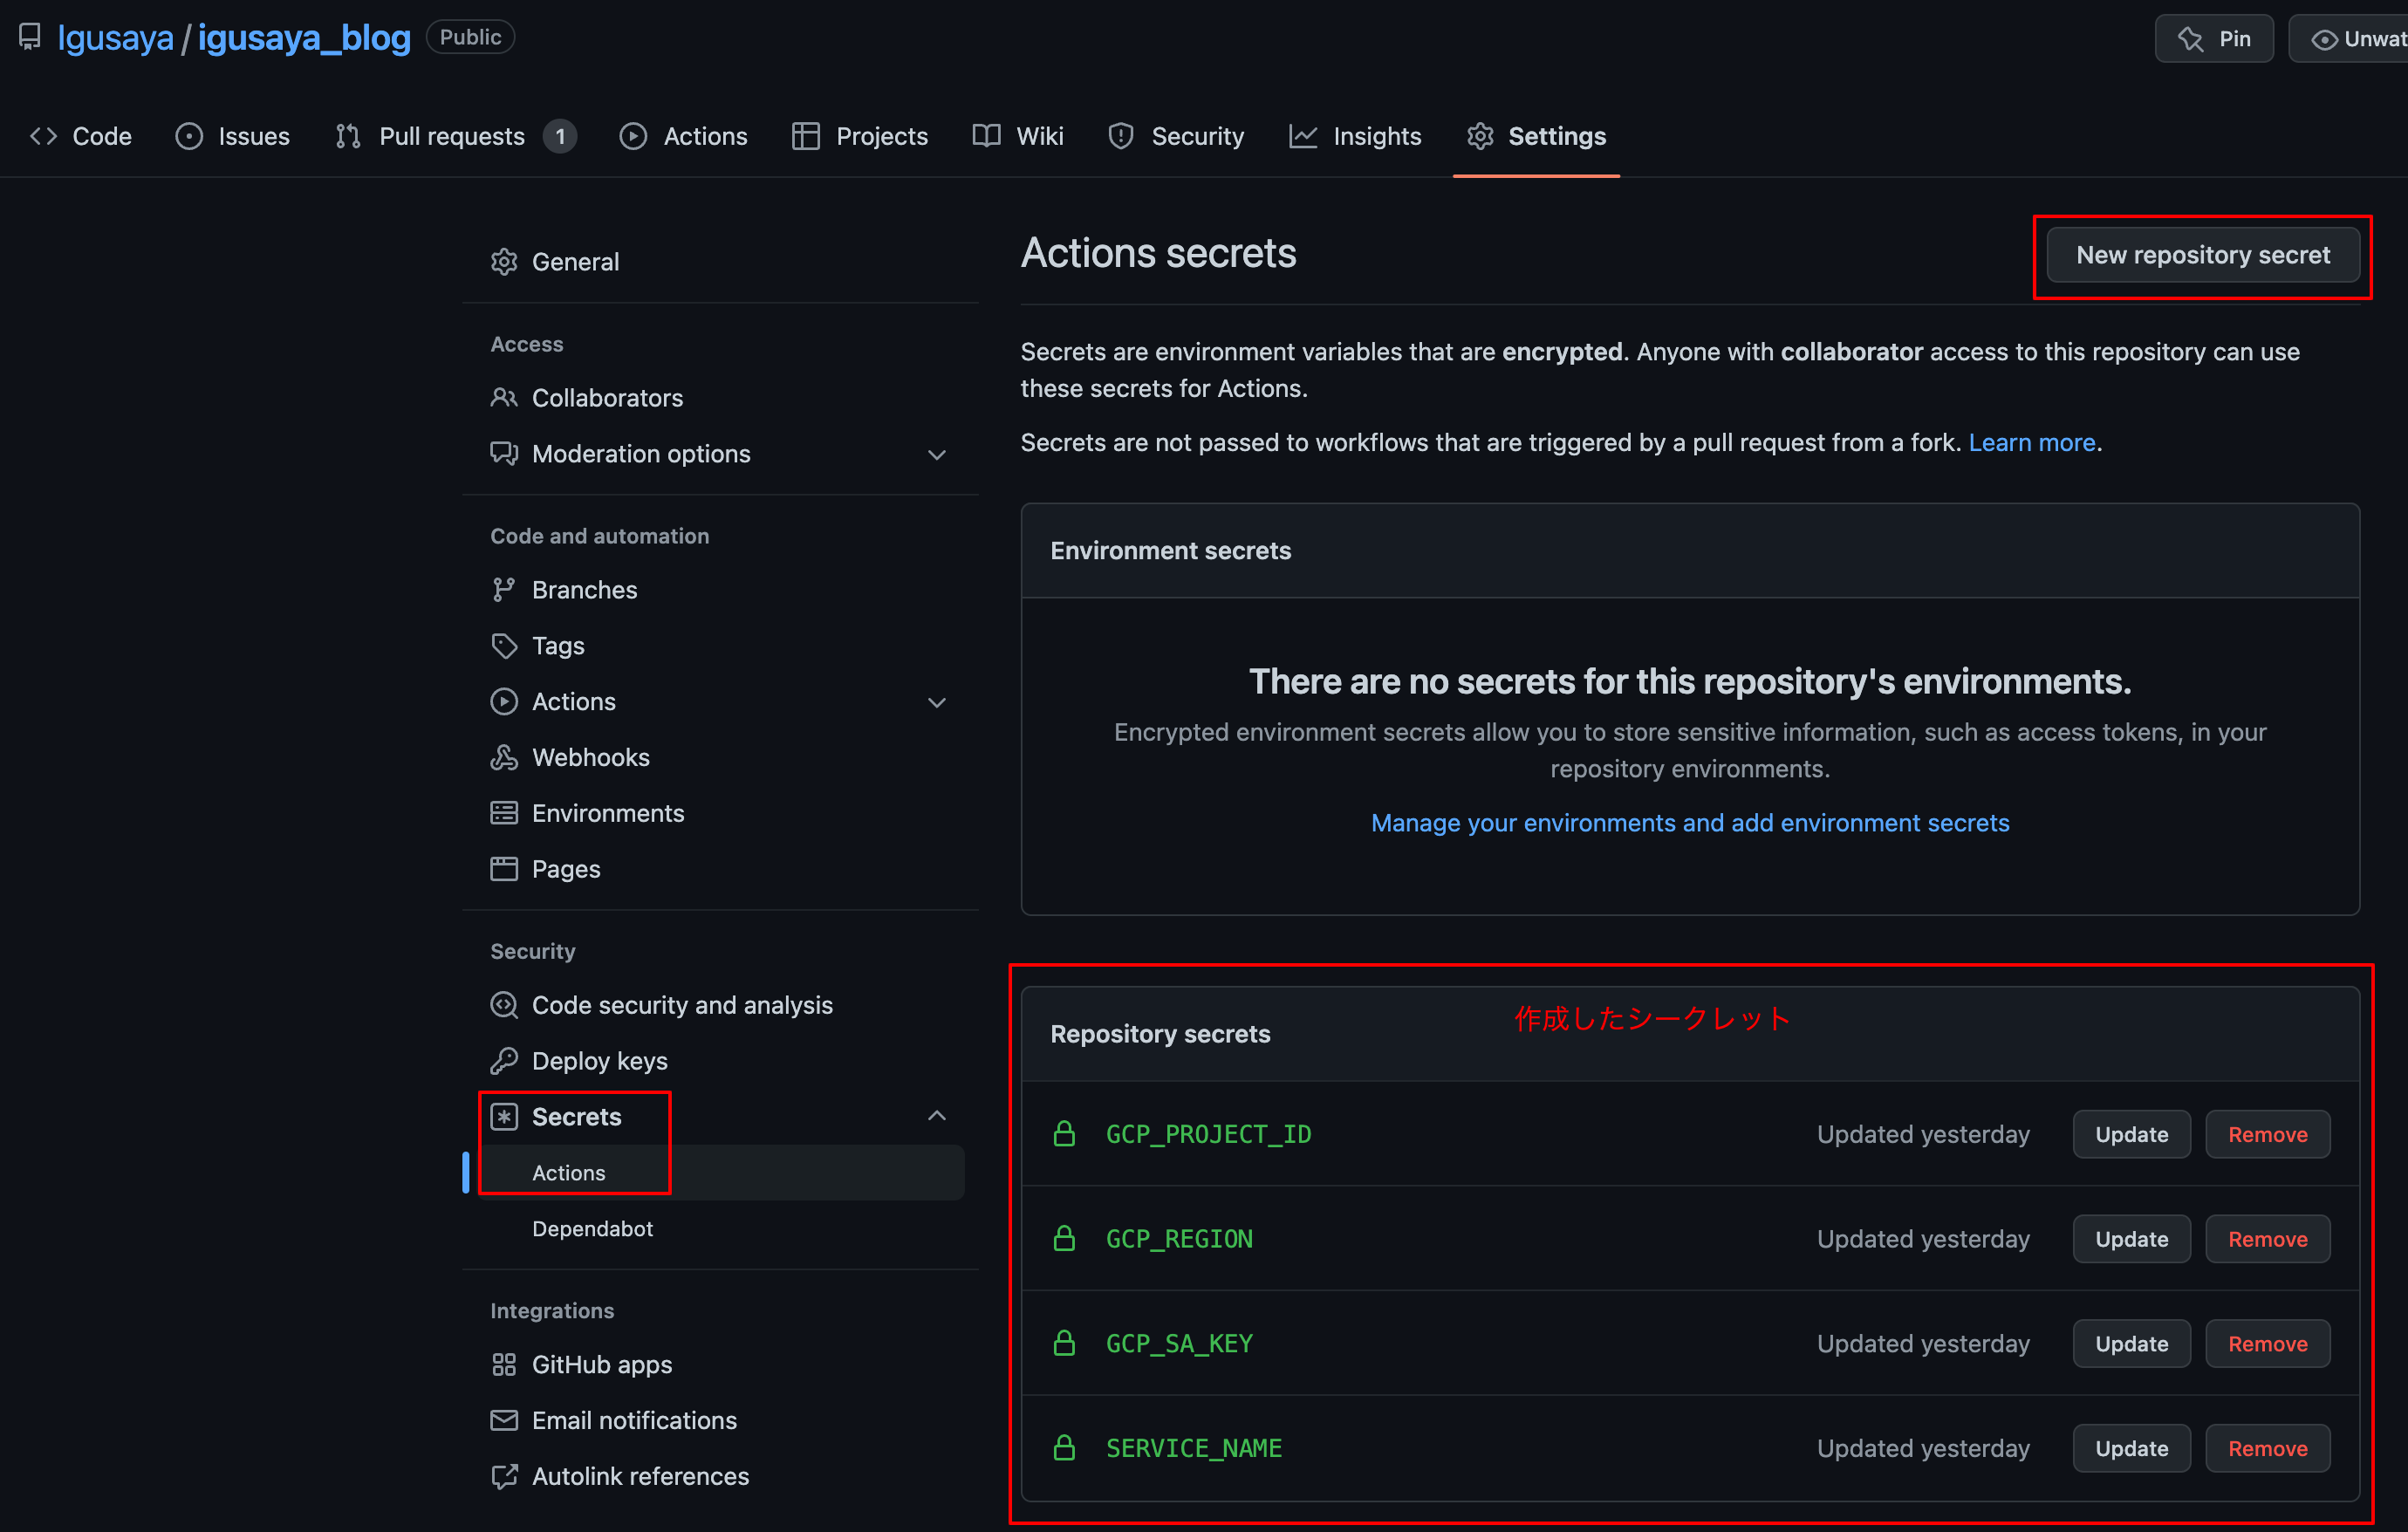 Igusaya / igusaya_blog Public
Pin
Unwat
Code
Issues
Pull requests 1
Actions
Projects
Wiki
Security
Insights
Settings
General
Access
Collaborators
Moderation options
Code and automation
Branches
Tags
Actions
Webhooks
Environments
Pages
Security
Code security and analysis
Deploy keys
Secrets
Actions
Dependabot
Integrations
GitHub apps
Email notifications
Autolink references
Actions secrets
New repository secret
Secrets are environment variables that are encrypted. Anyone with collaborator access to this repository can use
these secrets for Actions.
Secrets are not passed to workflows that are triggered by a pull request from a fork. Learn more.
Environment secrets
There are no secrets for this repository's environments.
Encrypted environment secrets allow you to store sensitive information, such as access tokens, in your
repository environments.
Manage your environments and add environment secrets
作成したシークレット
Repository secrets
GCP_PROJECT_ID Updated yesterday Update Remove
GCP_REGION Updated yesterday Update Remove
GCP_SA_KEY Updated yesterday Update Remove
SERVICE_NAME Updated yesterday Update Remove